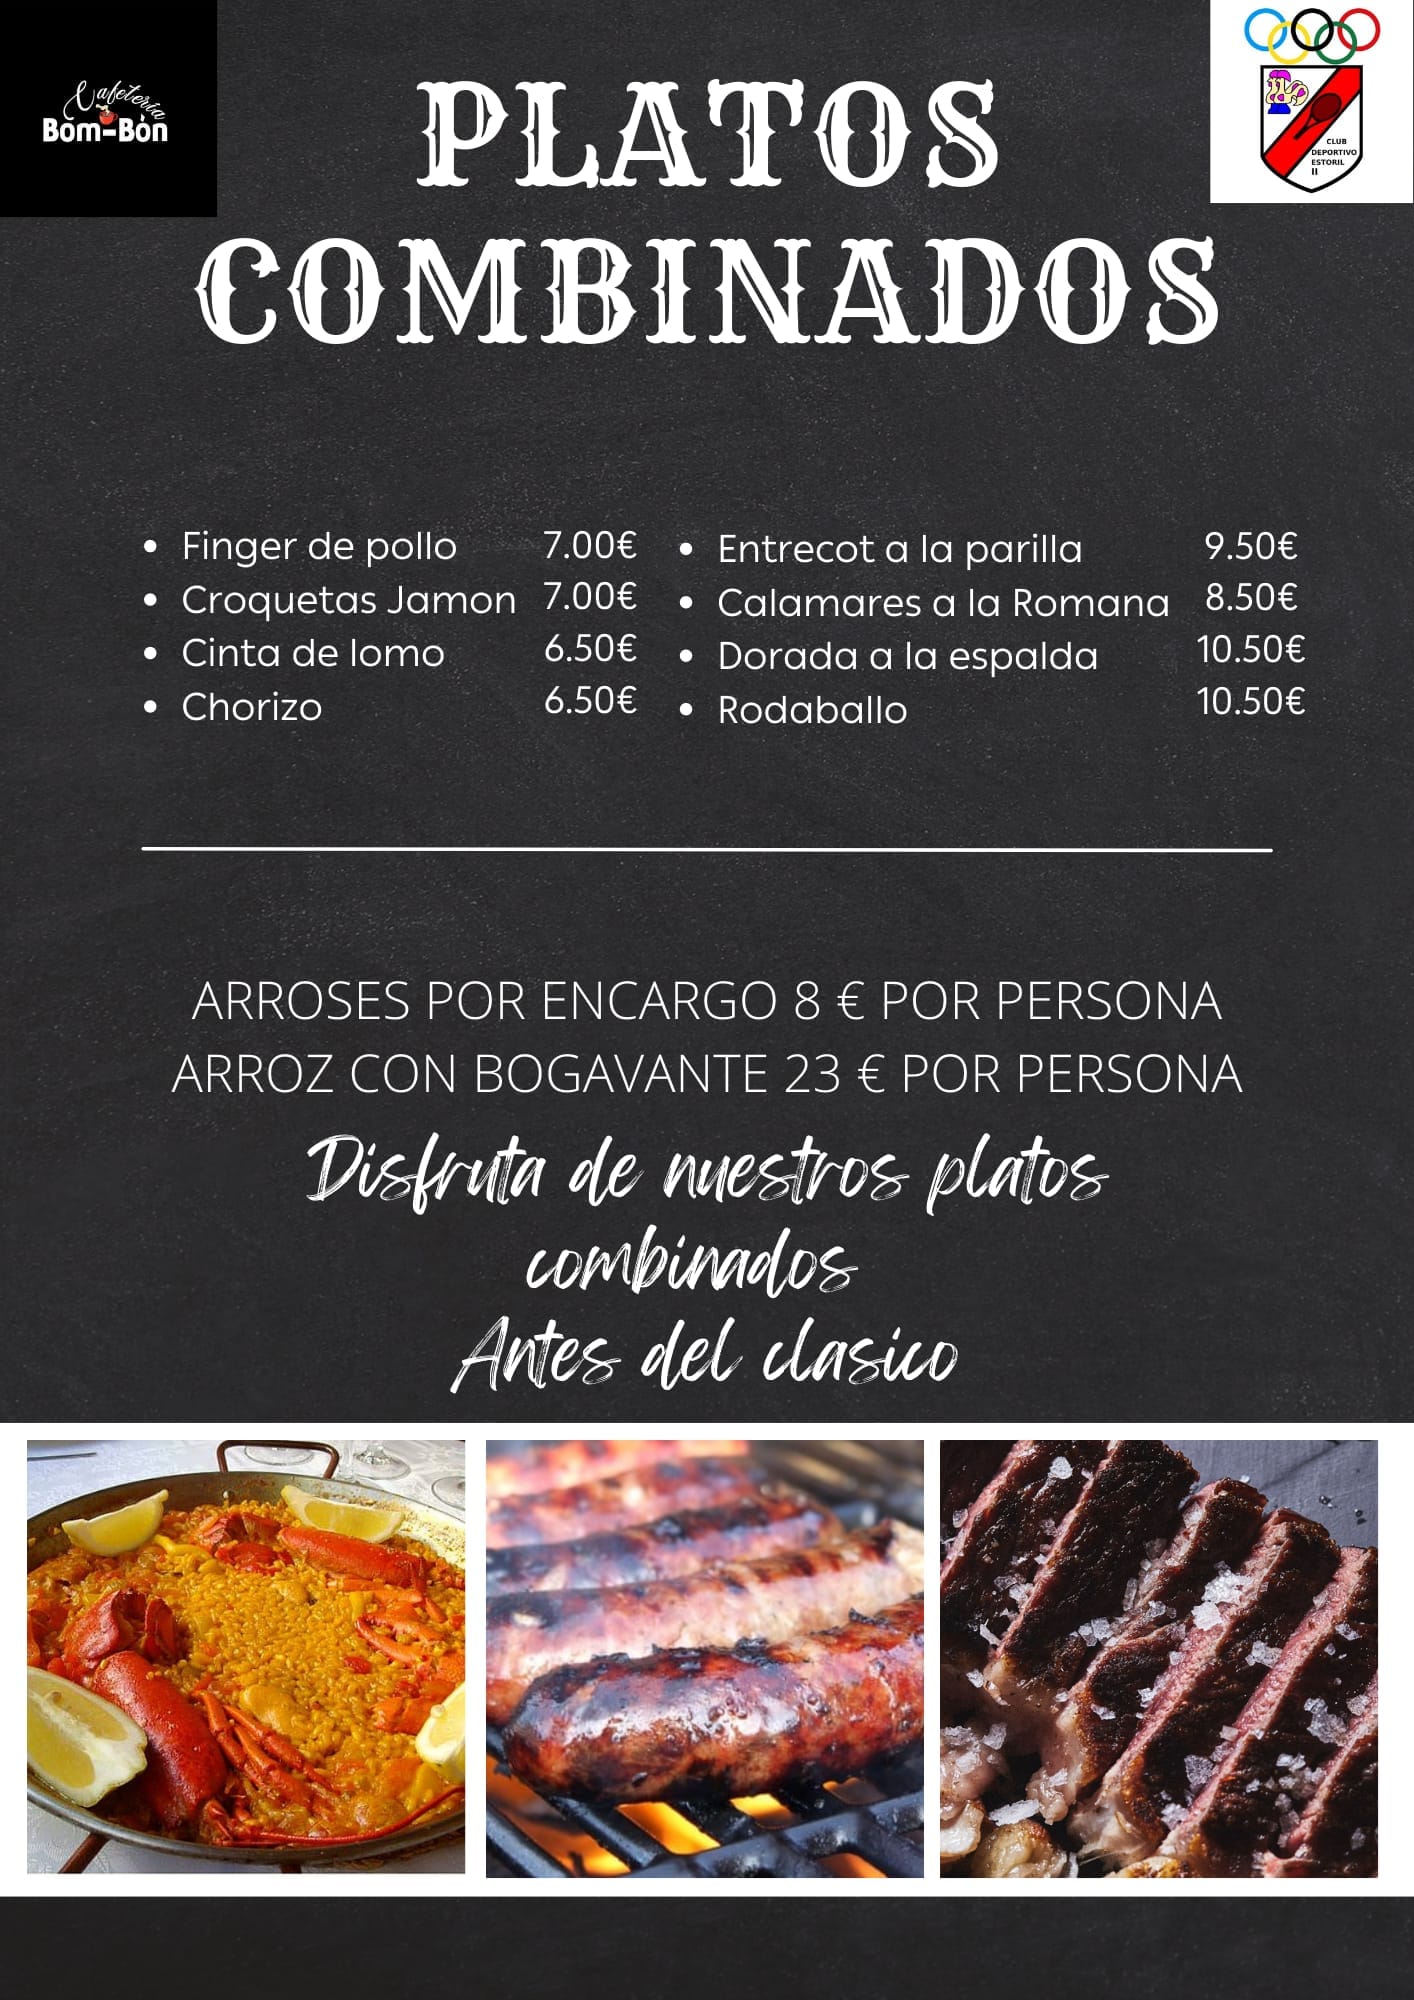 Cafetería
Bom-Bòn
CLUB
DEPORTIVO
ESTORIL
II
PLATOS
COMBINADOS
Finger de pollo 7.00€
Croquetas Jamon 7.00€
Cinta de lomo 6.50€
Chorizo 6.50€
Entrecot a la parilla 9.50€
Calamares a la Romana 8.50€
Dorada a la espalda 10.50€
Rodaballo 10.50€
ARROSES POR ENCARGO 8 € POR PERSONA
ARROZ CON BOGAVANTE 23 € POR PERSONA
Disfruta de nuestros platos
combinados
Antes del clasico